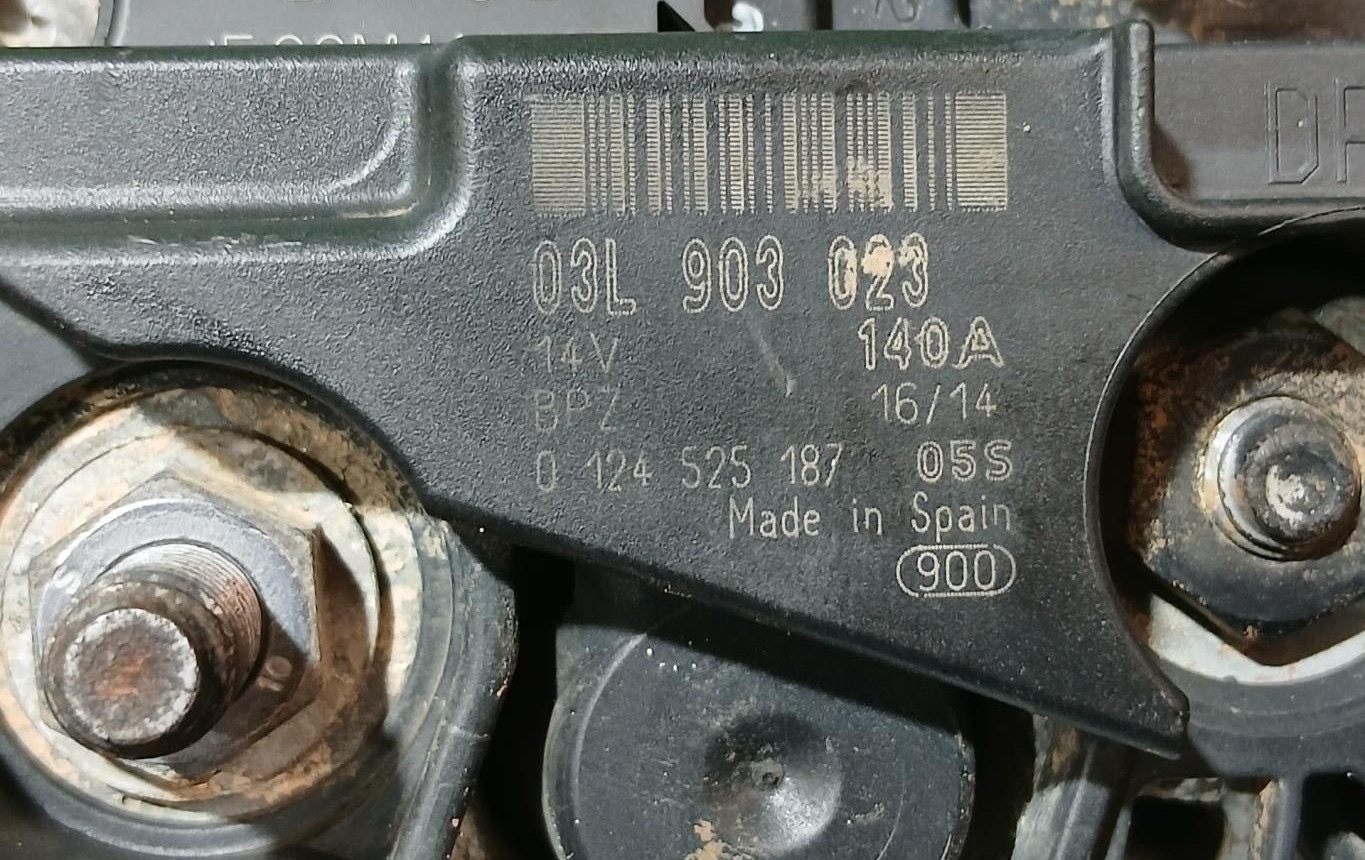 03L 903 023
14V 140A
BPZ 16/14
0 124 525 187 05S
Made in Spain
900